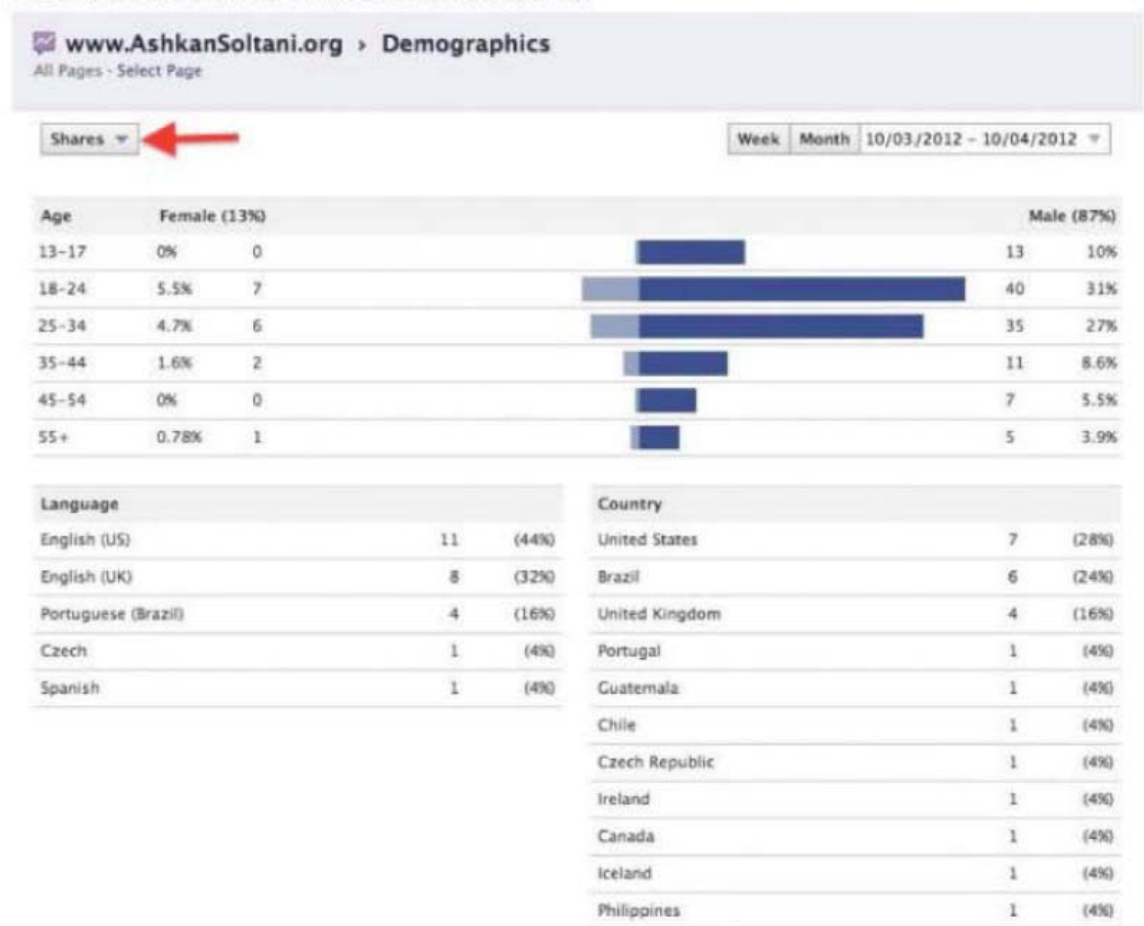 www.AshkanSoltani.org › Demographics
All Pages - Select Page
Shares
Week Month 10/03/2012 - 10/04/2012
Age Female (13%) Male (87%)
13-17 0% 0 13 10%
18-24 5.5% 7 40 31%
25-34 4.7% 6 35 27%
35-44 1.6% 2 11 8.6%
45-54 0% 0 7 5.5%
55+ 0.78% 1 5 3.9%
Language
English (US) 11 (44%)
English (UK) 8 (32%)
Portuguese (Brazil) 4 (16%)
Czech 1 (4%)
Spanish 1 (4%)
Country
United States 7 (28%)
Brazil 6 (24%)
United Kingdom 4 (16%)
Portugal 1 (4%)
Guatemala 1 (4%)
Chile 1 (4%)
Czech Republic 1 (4%)
Ireland 1 (4%)
Canada 1 (4%)
Iceland 1 (4%)
Philippines 1 (4%)